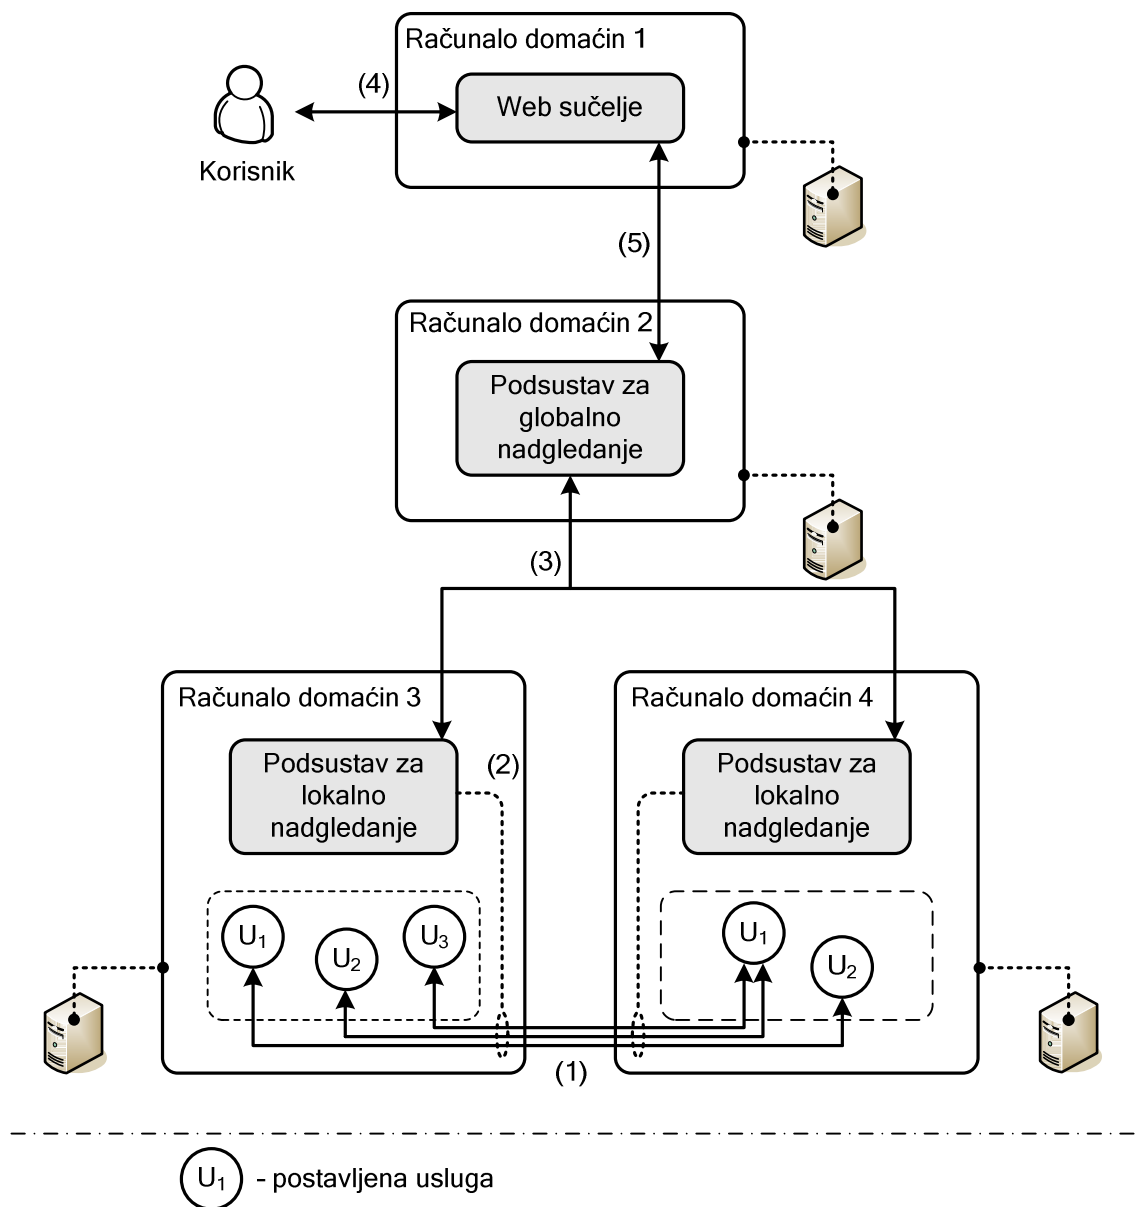 Računalo domaćin 1
(4)
Web sučelje
Korisnik
(5)
Računalo domaćin 2
Podsustav za
globalno
nadgledanje
(3)
Računalo domaćin 3
Računalo domaćin 4
Podsustav za
lokalno
nadgledanje
(2)
Podsustav za
lokalno
nadgledanje
U₁
U₂
U₃
U₁
U₂
(1)
U₁ - postavljena usluga